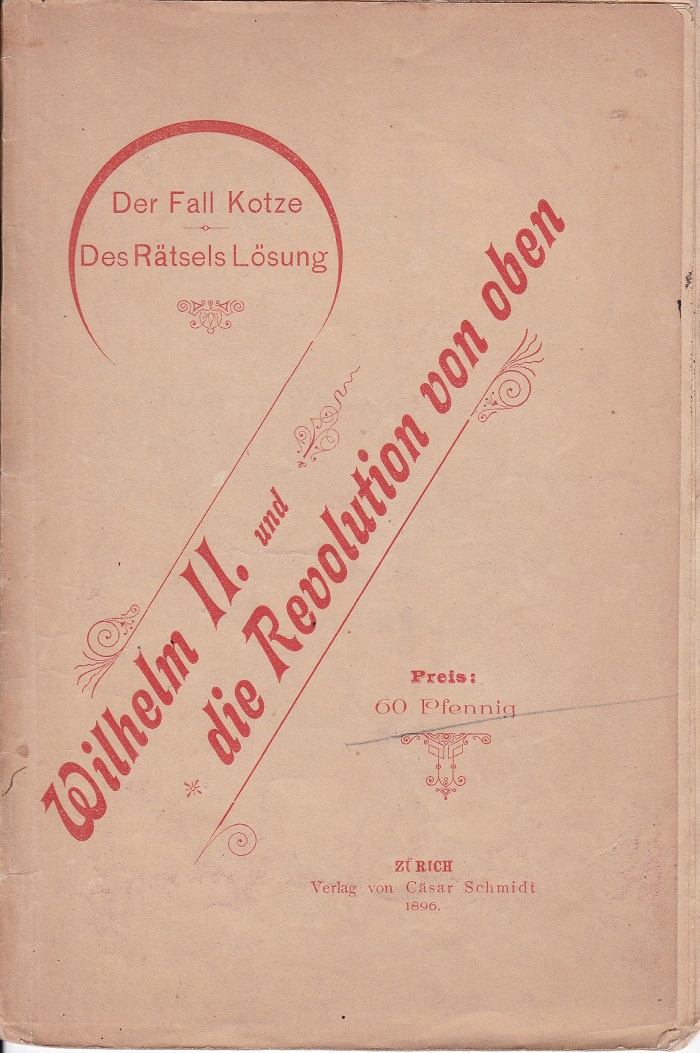 Der Fall Kotze
Des Rätsels Lösung
Wilhelm II. und
die Revolution von oben
Preis:
60 Pfennig
ZÜRICH
Verlag von Cäsar Schmidt
1896.